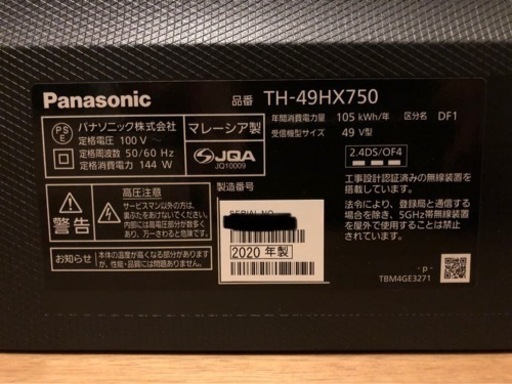 Panasonic
品番 TH-49HX750
PSE
パナソニック株式会社
定格電圧 100 V
定格周波数 50/60 Hz
定格消費電力 144 W
マレーシア製
JQA
JQ10009
年間消費電力量 105 kWh/年 区分名 DF1
受信機型サイズ 49 V型
2.4DS/OF4
工事設計認証済みの無線装置を
搭載しています。
法令により、登録局と通信する
場合を除き、5GHz帯無線装置
を屋外で使用することは禁止
されています。
警告
高圧注意
サービスマン以外の方は、
裏ぶたをあけないでください。
内部には高電圧部分が数多く
あり、万一さわると危険です。
お知らせ
本体の温度が高くなる部分が
ありますが、性能・品質には問題ありません。
製造番号
SERIAL NO.
2020 年製
- p -
TBM4GE3271